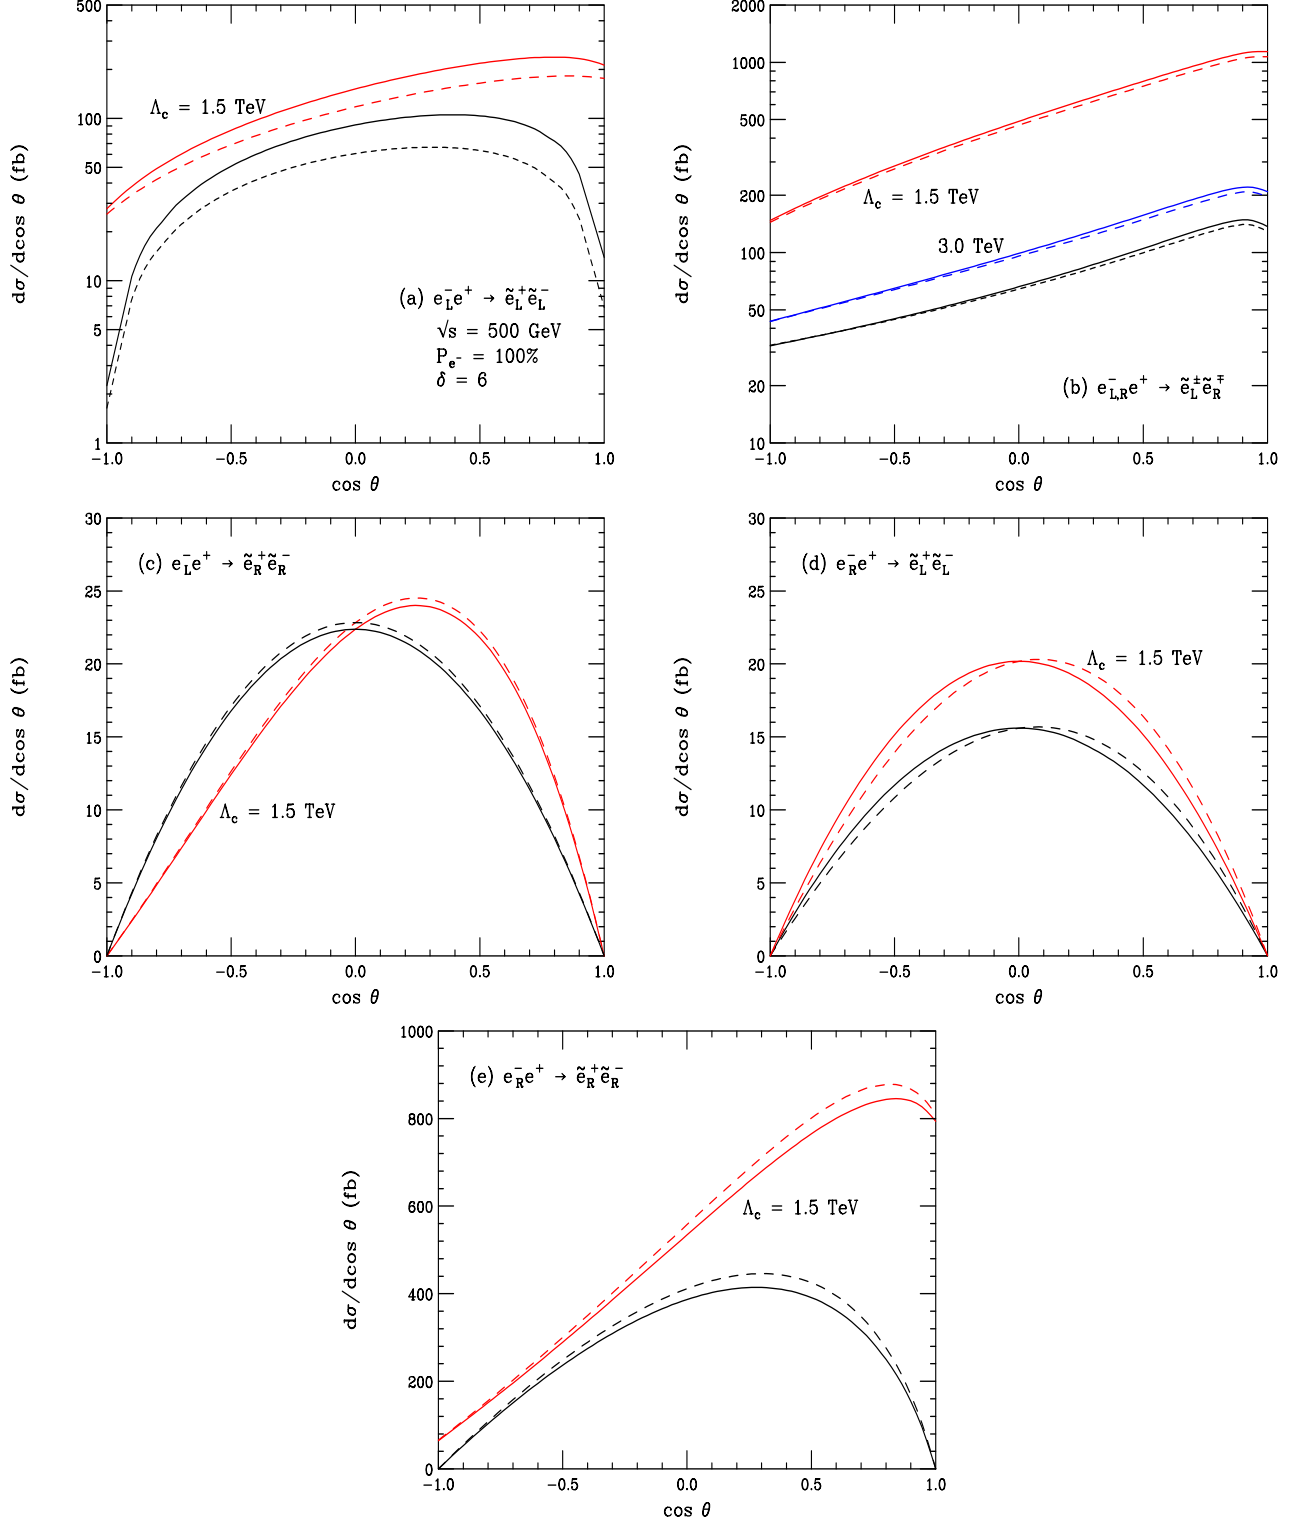 500
100
50
10
5
1
dσ/dcos θ (fb)
Λc = 1.5 TeV
(a) e⁻L e⁺ → ẽ⁺L ẽ⁻L
√s = 500 GeV
Pe⁻ = 100%
δ = 6
−1.0 −0.5 0.0 0.5 1.0
cos θ
2000
1000
500
200
100
50
20
10
dσ/dcos θ (fb)
Λc = 1.5 TeV
3.0 TeV
(b) e⁻L,R e⁺ → ẽ±L ẽ∓R
−1.0 −0.5 0.0 0.5 1.0
cos θ
30
25
20
15
10
5
0
dσ/dcos θ (fb)
(c) e⁻L e⁺ → ẽ⁺R ẽ⁻R
Λc = 1.5 TeV
−1.0 −0.5 0.0 0.5 1.0
cos θ
30
25
20
15
10
5
0
dσ/dcos θ (fb)
(d) e⁻R e⁺ → ẽ⁺L ẽ⁻L
Λc = 1.5 TeV
−1.0 −0.5 0.0 0.5 1.0
cos θ
1000
800
600
400
200
0
dσ/dcos θ (fb)
(e) e⁻R e⁺ → ẽ⁺R ẽ⁻R
Λc = 1.5 TeV
−1.0 −0.5 0.0 0.5 1.0
cos θ